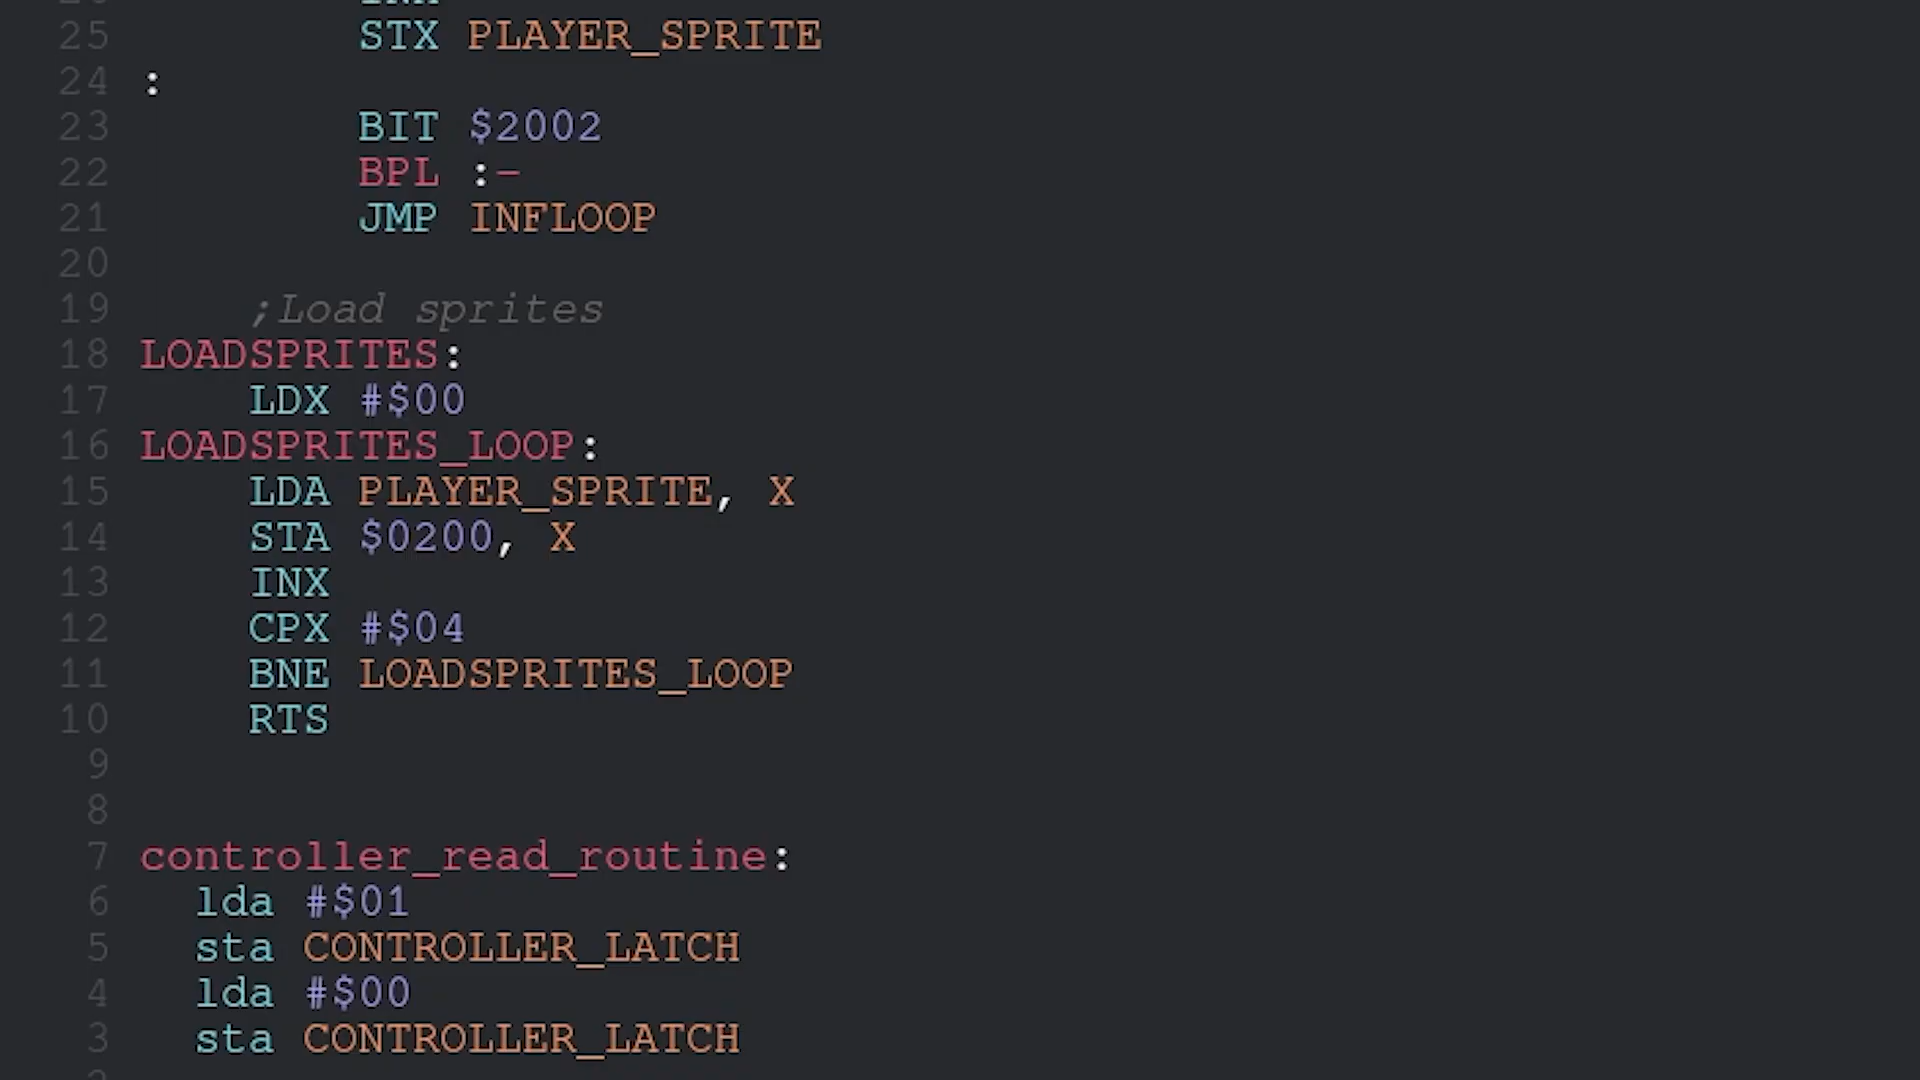 25 STX PLAYER_SPRITE
24 :
23 BIT $2002
22 BPL :-
21 JMP INFLOOP
20
19 ;Load sprites
18 LOADSPRITES:
17 LDX #$00
16 LOADSPRITES_LOOP:
15 LDA PLAYER_SPRITE, X
14 STA $0200, X
13 INX
12 CPX #$04
11 BNE LOADSPRITES_LOOP
10 RTS
9
8
7 controller_read_routine:
6 lda #$01
5 sta CONTROLLER_LATCH
4 lda #$00
3 sta CONTROLLER_LATCH